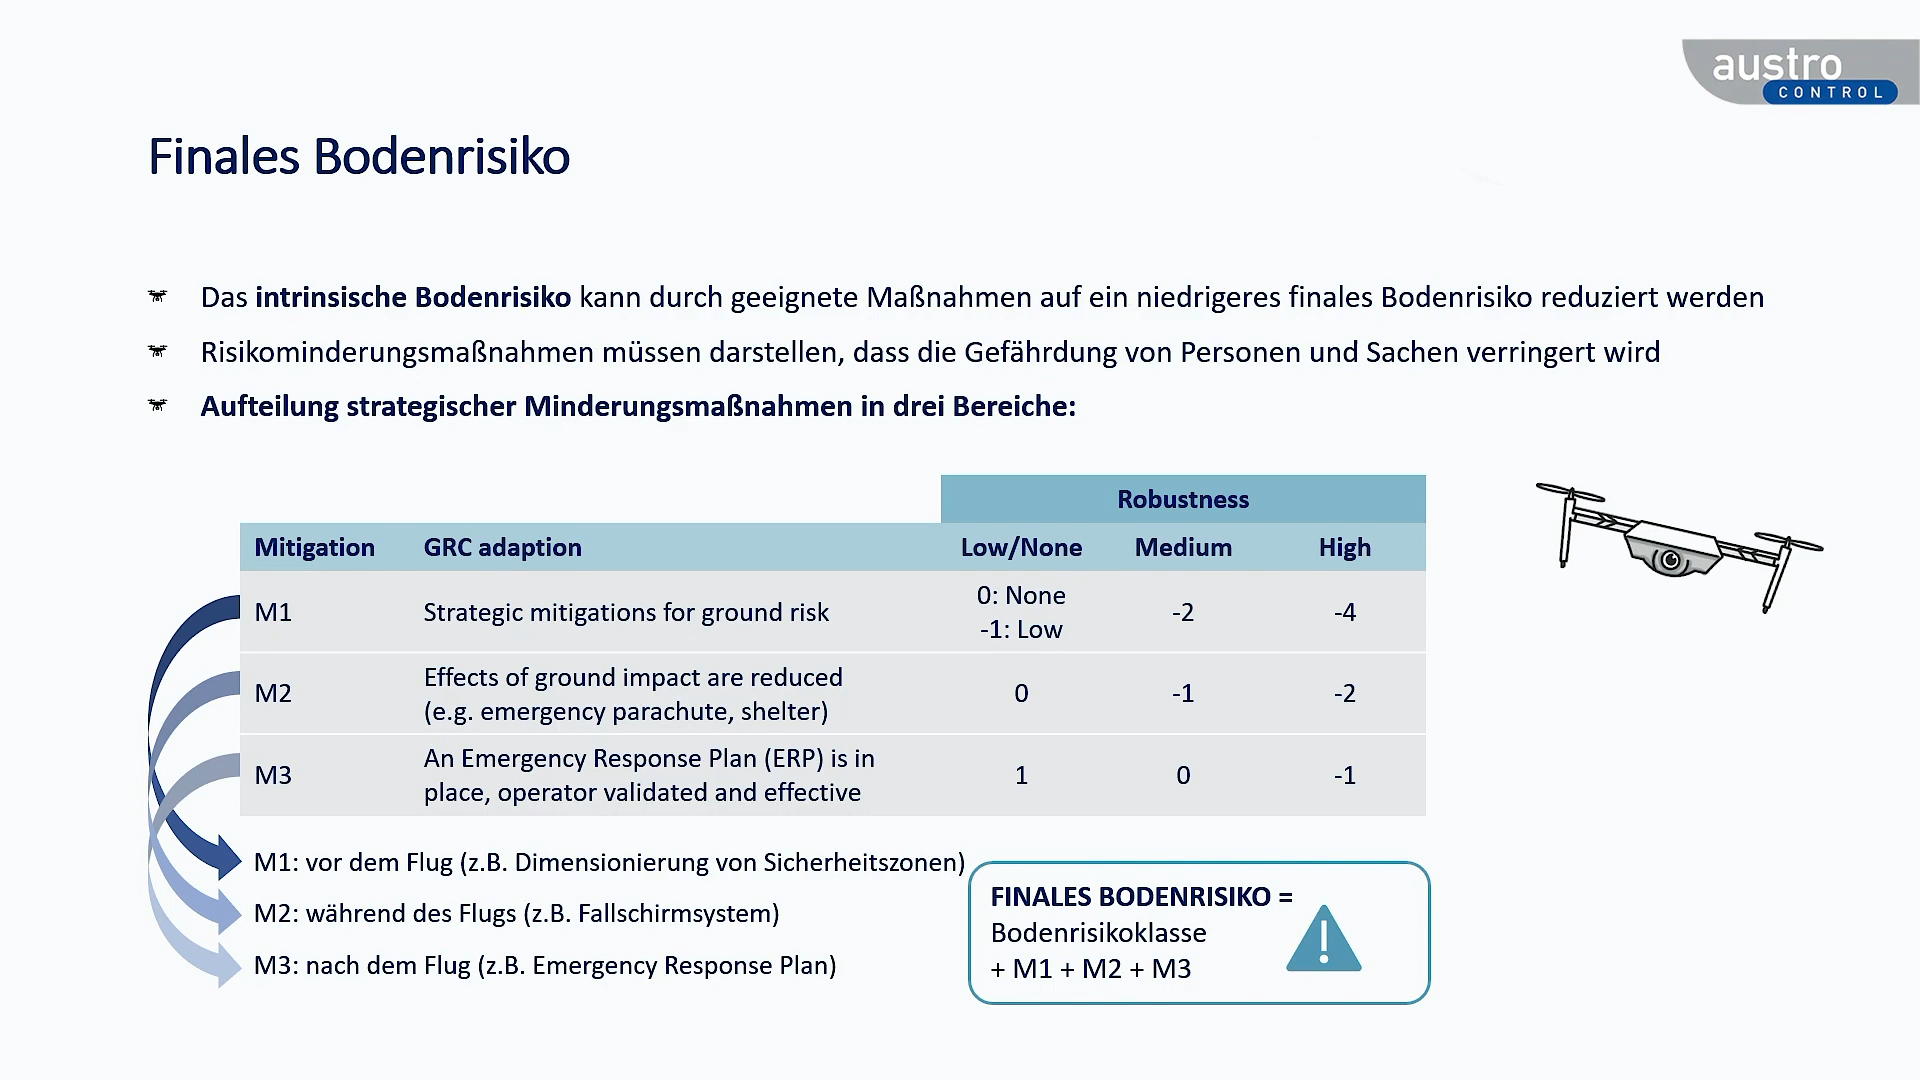 austro
CONTROL
Finales Bodenrisiko
Das intrinsische Bodenrisiko kann durch geeignete Maßnahmen auf ein niedrigeres finales Bodenrisiko reduziert werden
Risikominderungsmaßnahmen müssen darstellen, dass die Gefährdung von Personen und Sachen verringert wird
Aufteilung strategischer Minderungsmaßnahmen in drei Bereiche:
Robustness
Mitigation GRC adaption Low/None Medium High
M1 Strategic mitigations for ground risk 0: None -2 -4
-1: Low
M2 Effects of ground impact are reduced 0 -1 -2
(e.g. emergency parachute, shelter)
M3 An Emergency Response Plan (ERP) is in 1 0 -1
place, operator validated and effective
M1: vor dem Flug (z.B. Dimensionierung von Sicherheitszonen)
M2: während des Flugs (z.B. Fallschirmsystem)
M3: nach dem Flug (z.B. Emergency Response Plan)
FINALES BODENRISIKO =
Bodenrisikoklasse
+ M1 + M2 + M3